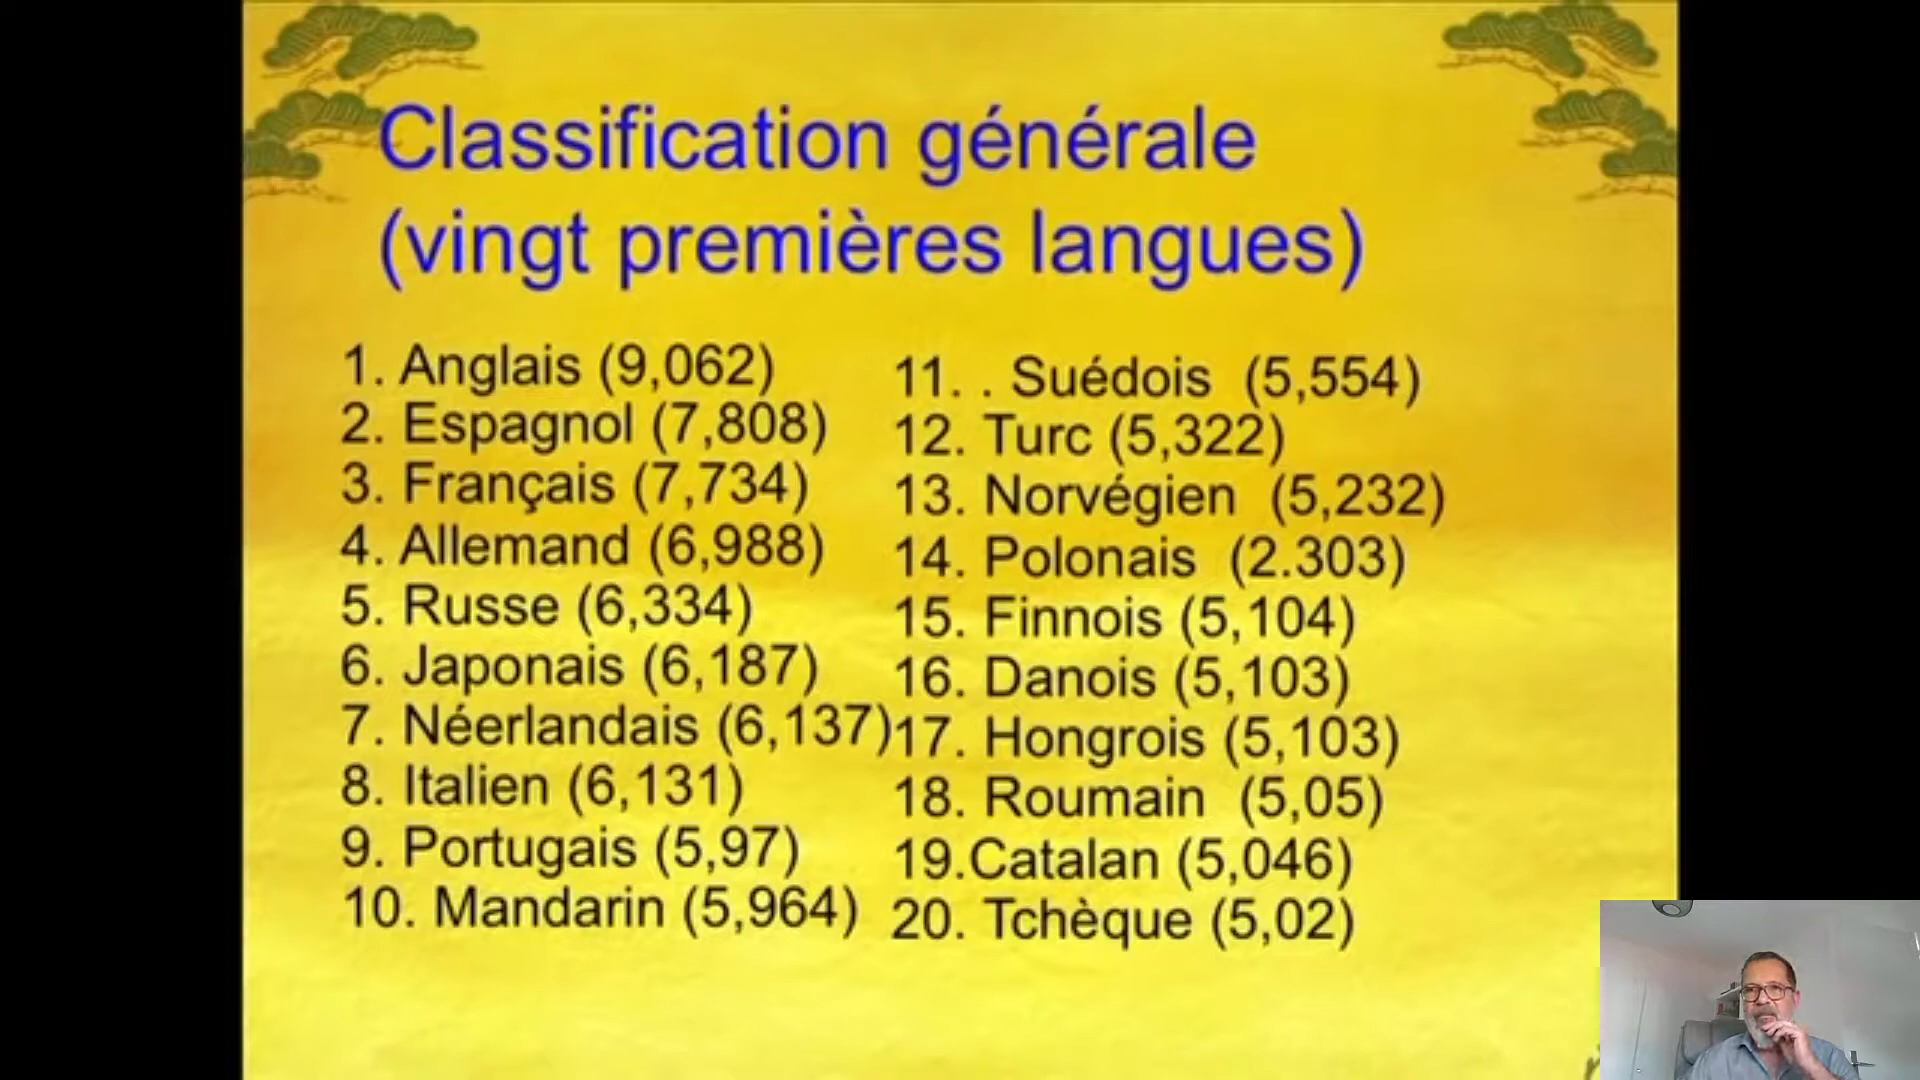 Classification générale
(vingt premières langues)
1. Anglais (9,062)
2. Espagnol (7,808)
3. Français (7,734)
4. Allemand (6,988)
5. Russe (6,334)
6. Japonais (6,187)
7. Néerlandais (6,137)
8. Italien (6,131)
9. Portugais (5,97)
10. Mandarin (5,964)
11. . Suédois (5,554)
12. Turc (5,322)
13. Norvégien (5,232)
14. Polonais (2.303)
15. Finnois (5,104)
16. Danois (5,103)
17. Hongrois (5,103)
18. Roumain (5,05)
19.Catalan (5,046)
20. Tchèque (5,02)